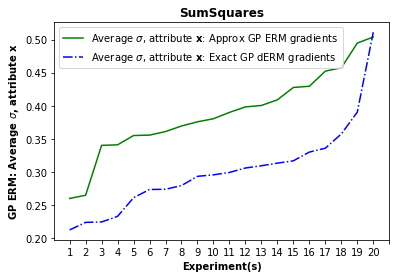 SumSquares
Average σ, attribute x: Approx GP ERM gradients
Average σ, attribute x: Exact GP dERM gradients
GP ERM: Average σ, attribute x
0.50
0.45
0.40
0.35
0.30
0.25
0.20
1 2 3 4 5 6 7 8 9 10 11 12 13 14 15 16 17 18 19 20
Experiment(s)